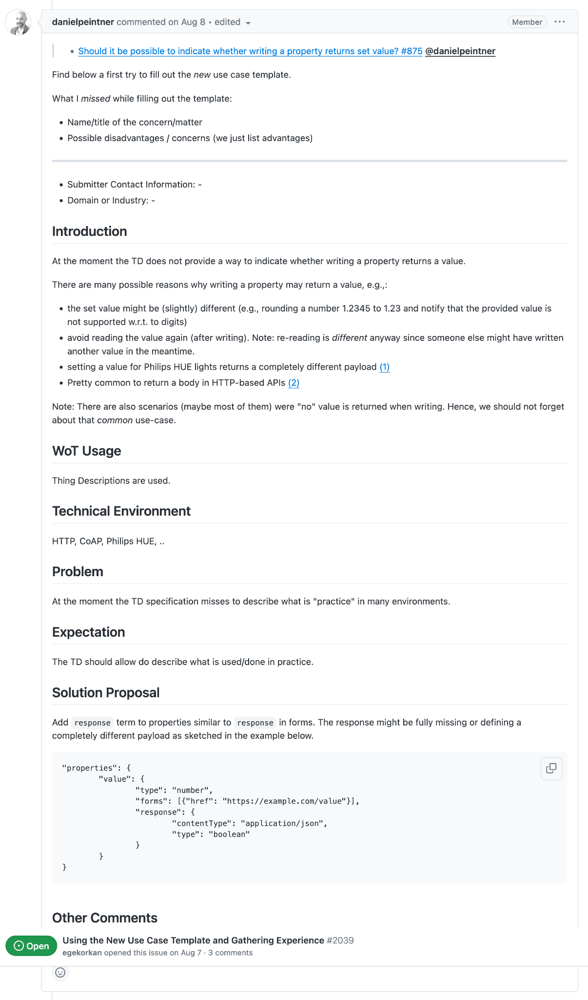 danielpeintner commented on Aug 8 • edited
Member
• Should it be possible to indicate whether writing a property returns set value? #875 @danielpeintner
Find below a first try to fill out the new use case template.
What I missed while filling out the template:
• Name/title of the concern/matter
• Possible disadvantages / concerns (we just list advantages)
• Submitter Contact Information: -
• Domain or Industry: -
Introduction
At the moment the TD does not provide a way to indicate whether writing a property returns a value.
There are many possible reasons why writing a property may return a value, e.g.,:
• the set value might be (slightly) different (e.g., rounding a number 1.2345 to 1.23 and notify that the provided value is
not supported w.r.t. to digits)
• avoid reading the value again (after writing). Note: re-reading is different anyway since someone else might have written
another value in the meantime.
• setting a value for Philips HUE lights returns a completely different payload (1)
• Pretty common to return a body in HTTP-based APIs (2)
Note: There are also scenarios (maybe most of them) were "no" value is returned when writing. Hence, we should not forget
about that common use-case.
WoT Usage
Thing Descriptions are used.
Technical Environment
HTTP, CoAP, Philips HUE, ..
Problem
At the moment the TD specification misses to describe what is "practice" in many environments.
Expectation
The TD should allow do describe what is used/done in practice.
Solution Proposal
Add response term to properties similar to response in forms. The response might be fully missing or defining a
completely different payload as sketched in the example below.
"properties": {
"value": {
"type": "number",
"forms": [{"href": "https://example.com/value"}],
"response": {
"contentType": "application/json",
"type": "boolean"
}
}
}
Other Comments
Open
Using the New Use Case Template and Gathering Experience #2039
egekorkan opened this issue on Aug 7 · 3 comments